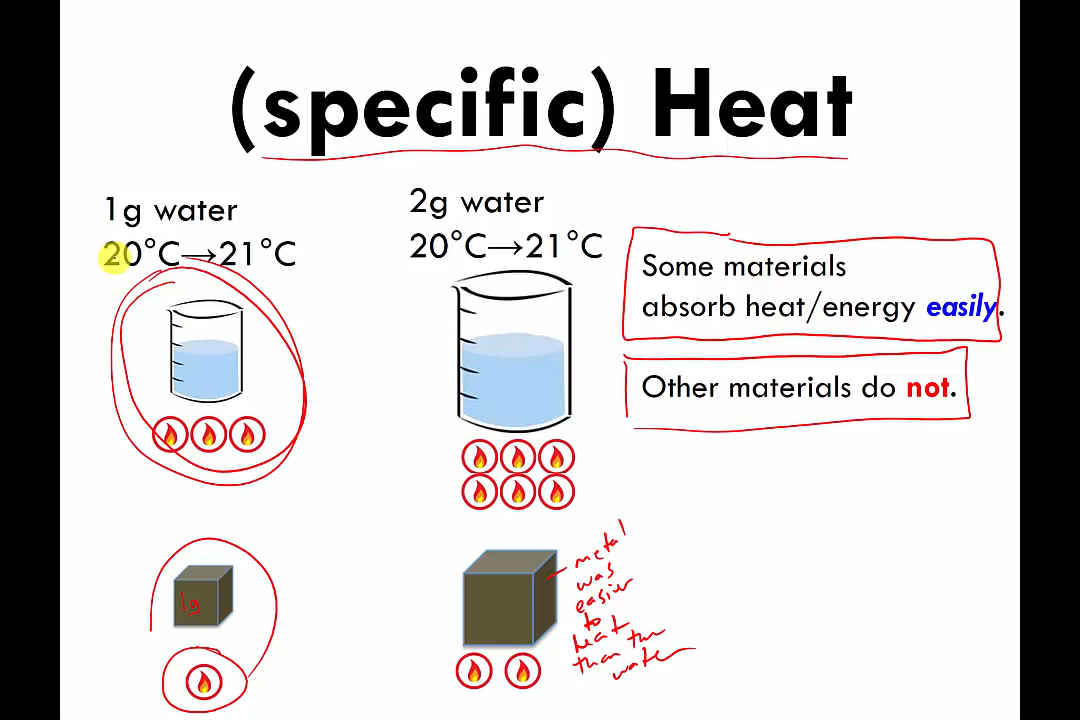 (specific) Heat
1g water
20°C→21°C
2g water
20°C→21°C
Some materials
absorb heat/energy easily.
Other materials do not.
1g
metal
was
easier
to
heat
than the
water